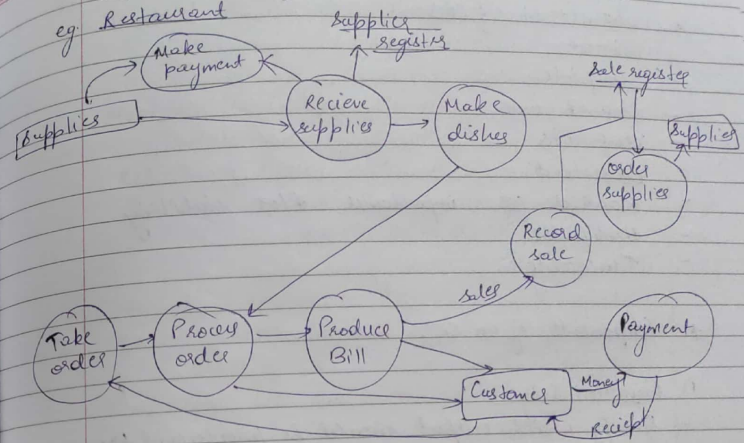 eg. Restaurant
Supplies
register
Make
payment
Supplies
Recieve
supplies
Make
dishes
Sale register
Supplies
order
supplies
Record
sale
sales
Take
order
Process
order
Produce
Bill
Payment
Customer
Money
Reciept